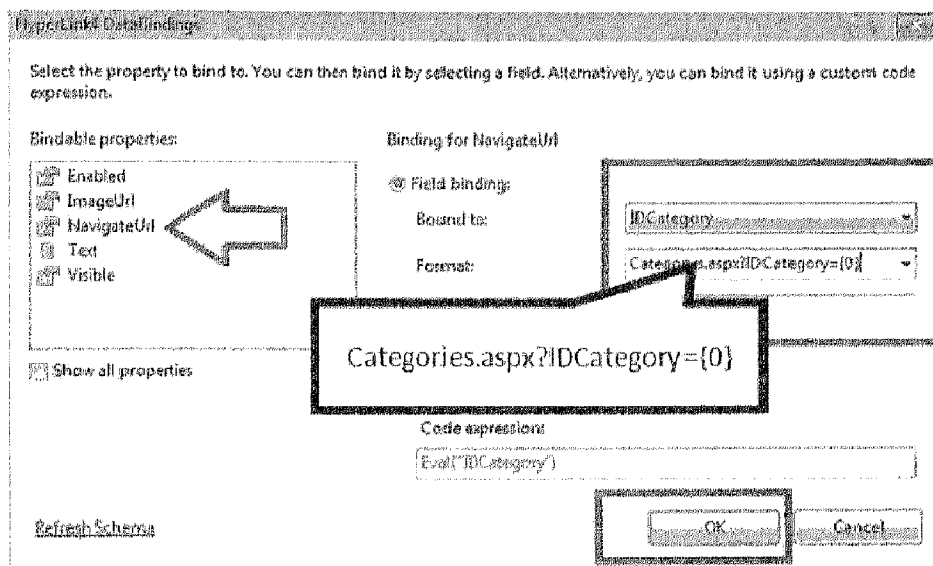 HyperLink4 DataBindings
Select the property to bind to. You can then bind it by selecting a field. Alternatively, you can bind it using a custom code
expression.
Bindable properties:
Binding for NavigateUrl
Enabled
ImageUrl
NavigateUrl
Text
Visible
Field binding:
Bound to:
IDCategory
Format:
Categories.aspx?IDCategory={0}
Categories.aspx?IDCategory={0}
Show all properties
Code expression:
Eval("IDCategory")
Refresh Schema
OK
Cancel